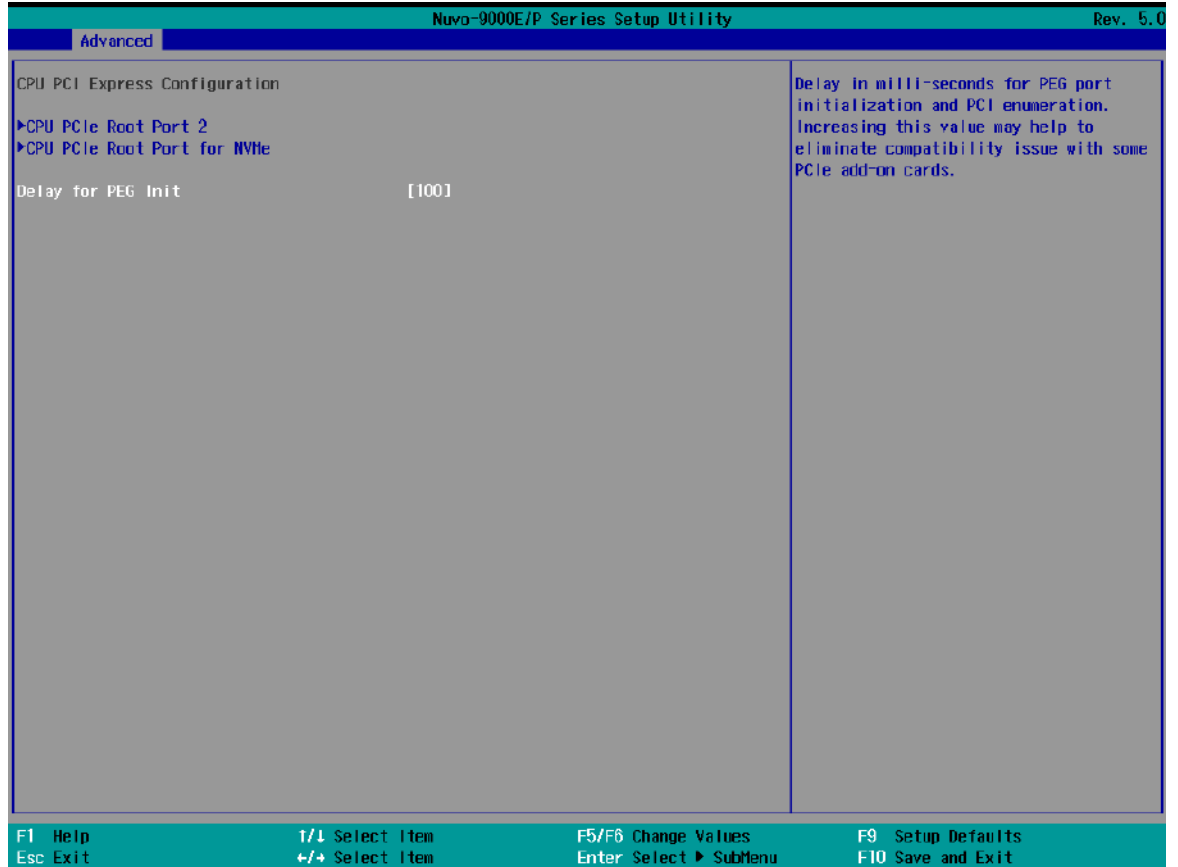 Nuvo-9000E/P Series Setup Utility Rev. 5.0
Advanced
CPU PCI Express Configuration
▶CPU PCIe Root Port 2
▶CPU PCIe Root Port for NVMe
Delay for PEG Init [100]
Delay in milli-seconds for PEG port
initialization and PCI enumeration.
Increasing this value may help to
eliminate compatibility issue with some
PCIe add-on cards.
F1 Help ↑/↓ Select Item F5/F6 Change Values F9 Setup Defaults
Esc Exit ←/→ Select Item Enter Select ▶ SubMenu F10 Save and Exit